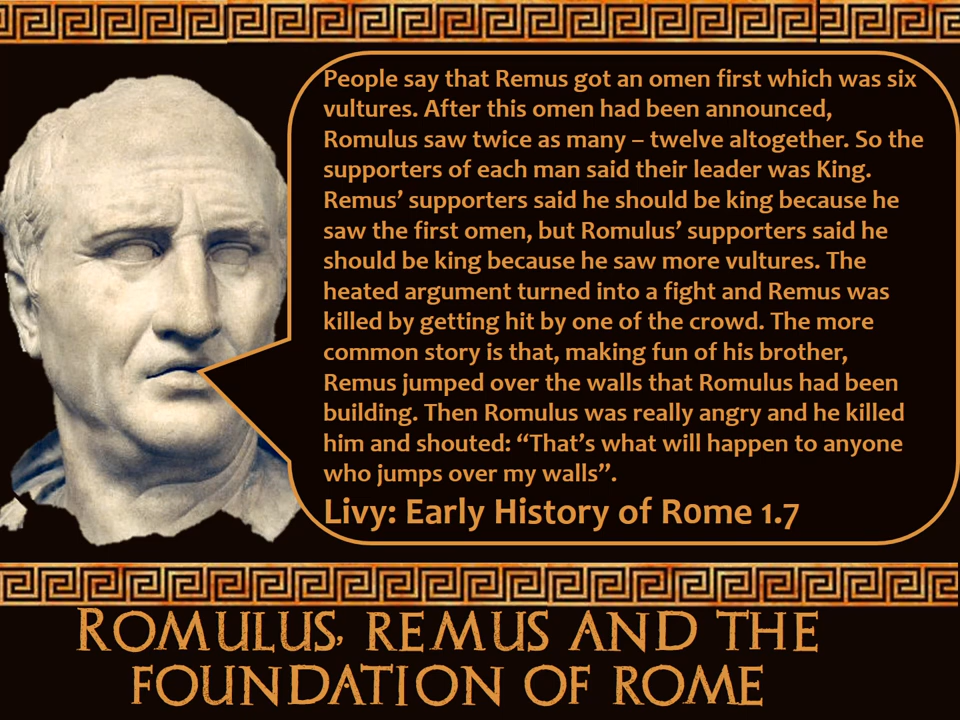 People say that Remus got an omen first which was six
vultures. After this omen had been announced,
Romulus saw twice as many – twelve altogether. So the
supporters of each man said their leader was King.
Remus’ supporters said he should be king because he
saw the first omen, but Romulus’ supporters said he
should be king because he saw more vultures. The
heated argument turned into a fight and Remus was
killed by getting hit by one of the crowd. The more
common story is that, making fun of his brother,
Remus jumped over the walls that Romulus had been
building. Then Romulus was really angry and he killed
him and shouted: “That’s what will happen to anyone
who jumps over my walls”.
Livy: Early History of R0me 1.7
ROMULUS, REMUS AND THE
FOUNDATION OF ROME